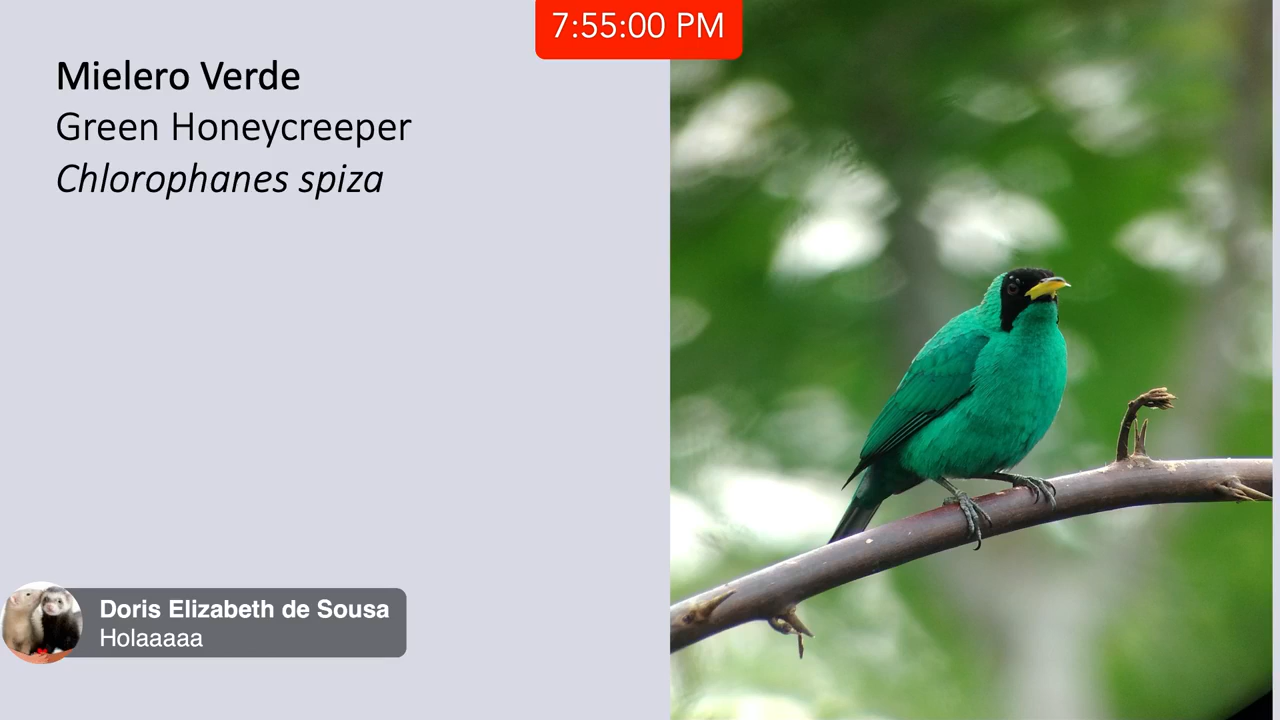 7:55:00 PM
Mielero Verde
Green Honeycreeper
Chlorophanes spiza
Doris Elizabeth de Sousa
Holaaaaa